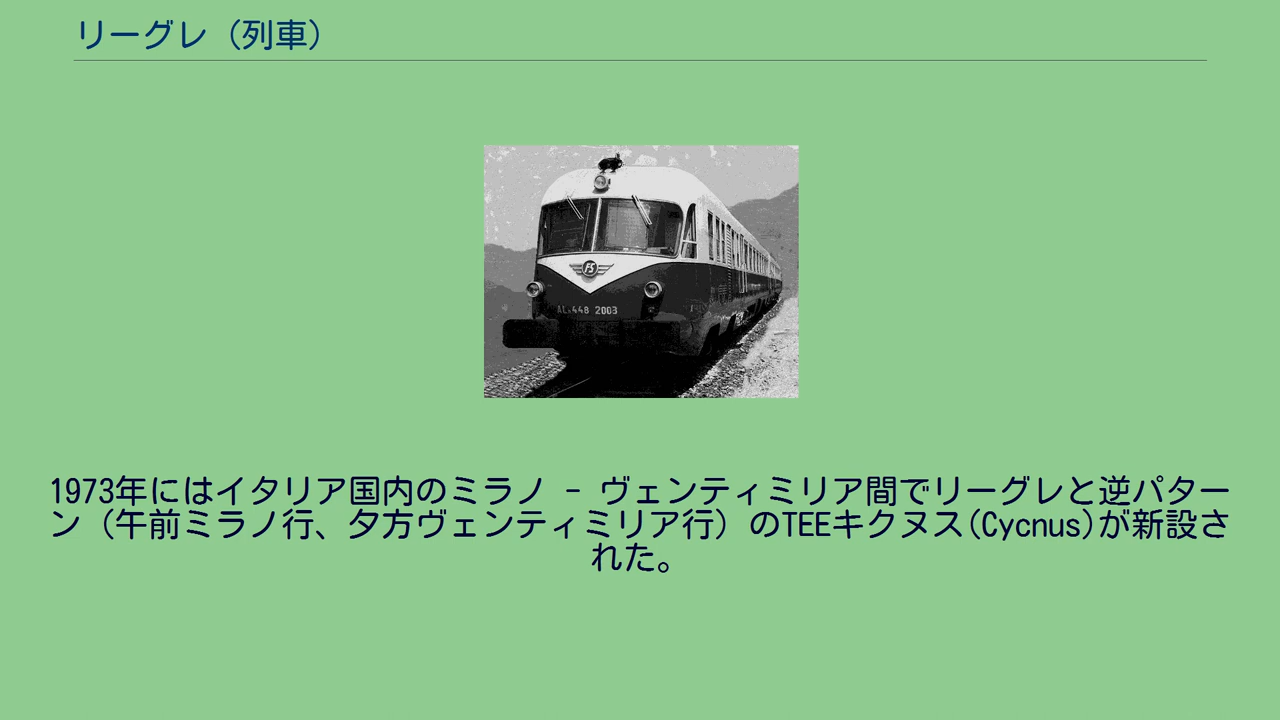 リーグレ（列車）
FS
ALn448 2003
1973年にはイタリア国内のミラノ - ヴェンティミリア間でリーグレと逆パター
ン（午前ミラノ行、夕方ヴェンティミリア行）のTEEキクヌス(Cycnus)が新設さ
れた。